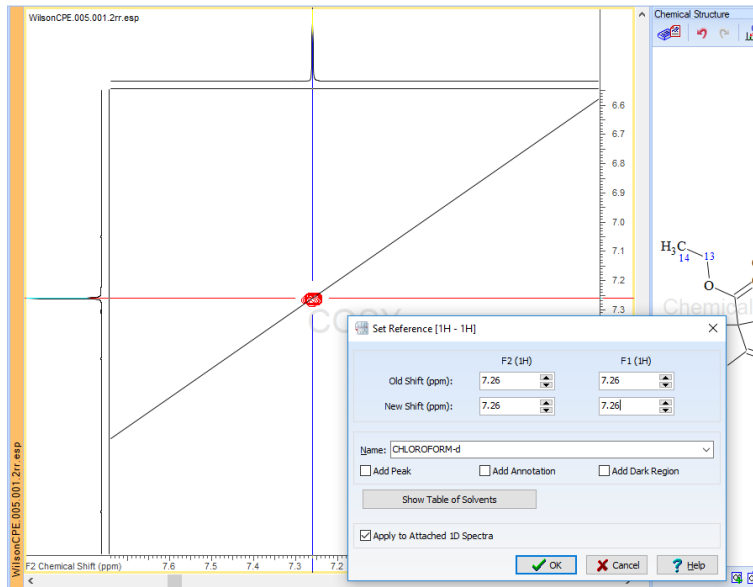 WilsonCPE.005.001.2rr.esp
Chemical Structure
6.6
6.7
6.8
6.9
7.0
7.1
7.2
7.3
H₃C
14
13
O
Chemical
COSY
WilsonCPE.005.001.2rr.esp
F2 Chemical Shift (ppm)
7.6
7.5
7.4
7.3
7.2
Set Reference [1H - 1H]
F2 (1H)
F1 (1H)
Old Shift (ppm):
7.26
7.26
New Shift (ppm):
7.26
7.26
Name:
CHLOROFORM-d
Add Peak
Add Annotation
Add Dark Region
Show Table of Solvents
Apply to Attached 1D Spectra
OK
Cancel
Help